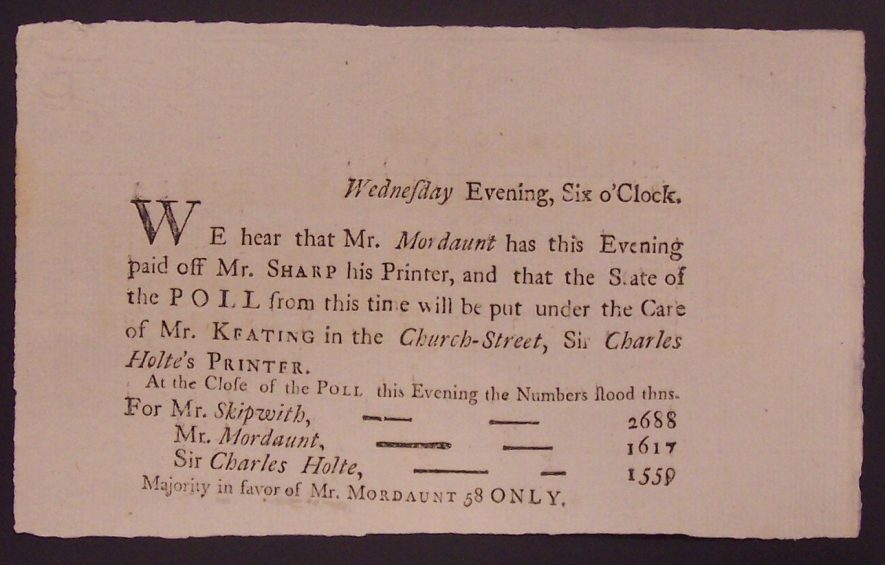 Wedneſday Evening, Six o'Clock.
WE hear that Mr. Mordaunt has this Evening
paid off Mr. SHARP his Printer, and that the State of
the POLL from this time will be put under the Care
of Mr. KEATING in the Church-Street, Sir Charles
Holte's PRINTER.
At the Cloſe of the POLL this Evening the Numbers ſtood thns.
For Mr. Skipwith, — — 2688
Mr. Mordaunt, — — 1617
Sir Charles Holte, — — 1559
Majority in favor of Mr. MORDAUNT 58 ONLY.